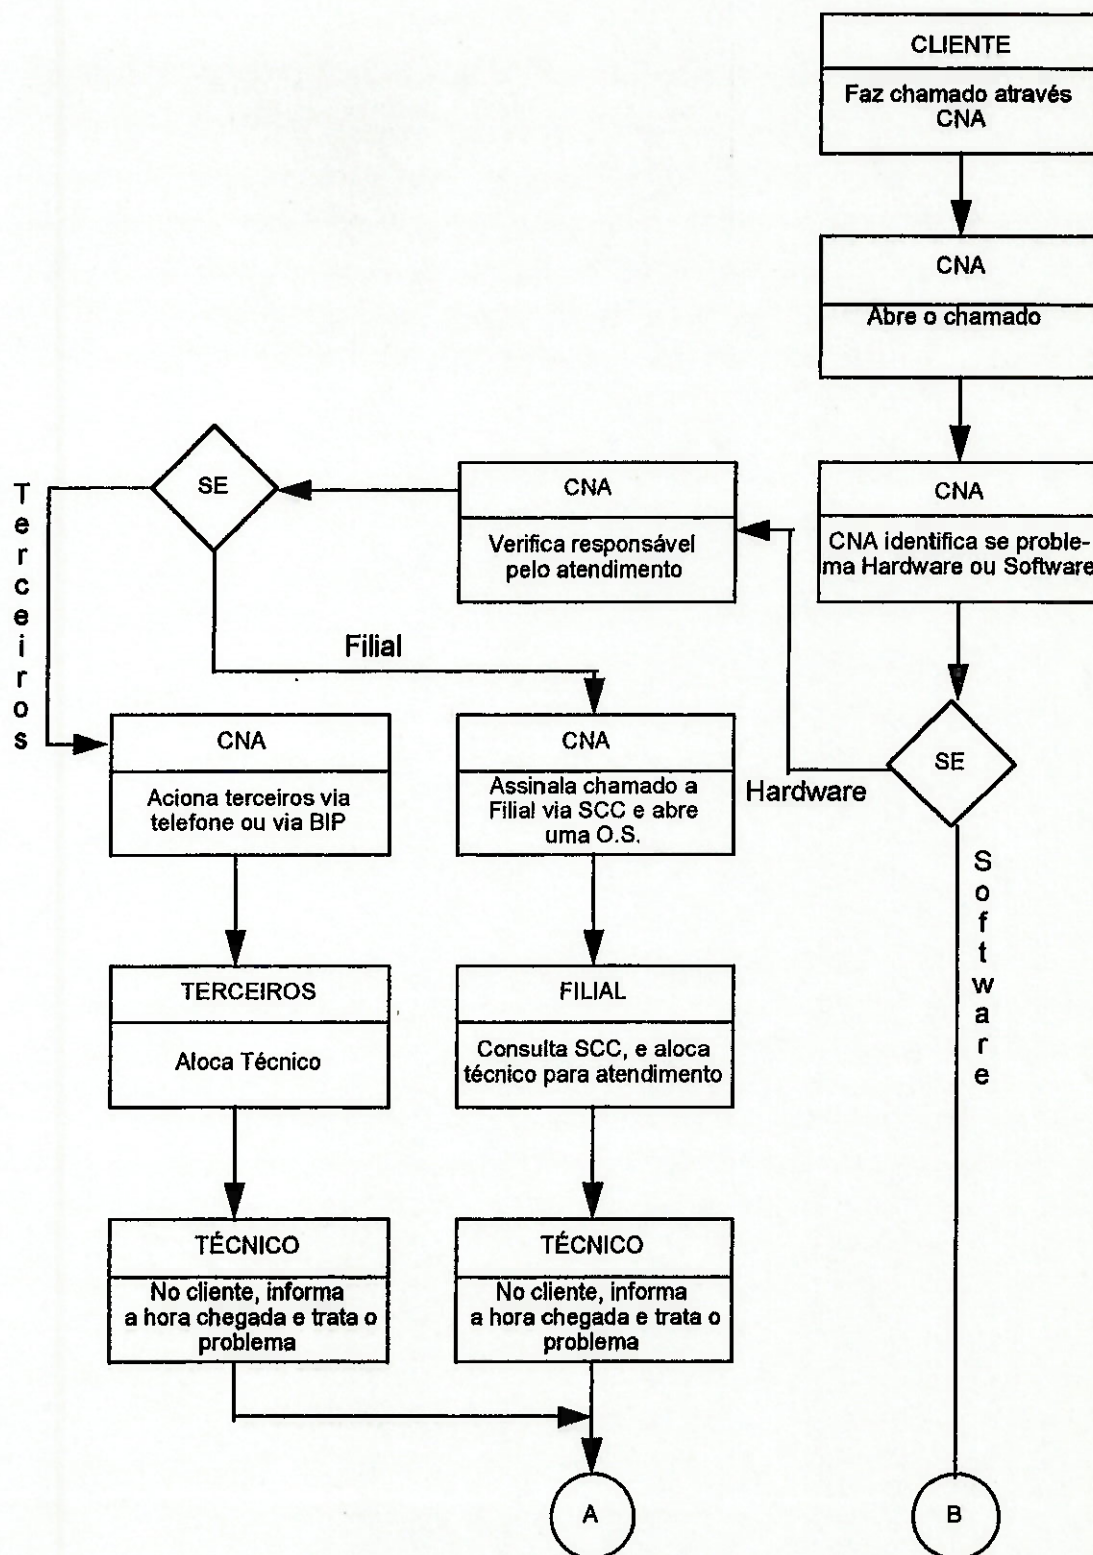 CLIENTE
Faz chamado através
CNA
CNA
Abre o chamado
CNA
CNA identifica se proble-
ma Hardware ou Software
SE
Hardware
Software
CNA
Verifica responsável
pelo atendimento
SE
Terceiros
Filial
CNA
Aciona terceiros via
telefone ou via BIP
CNA
Assinala chamado a
Filial via SCC e abre
uma O.S.
TERCEIROS
Aloca Técnico
FILIAL
Consulta SCC, e aloca
técnico para atendimento
TÉCNICO
No cliente, informa
a hora chegada e trata o
problema
TÉCNICO
No cliente, informa
a hora chegada e trata o
problema
A
B